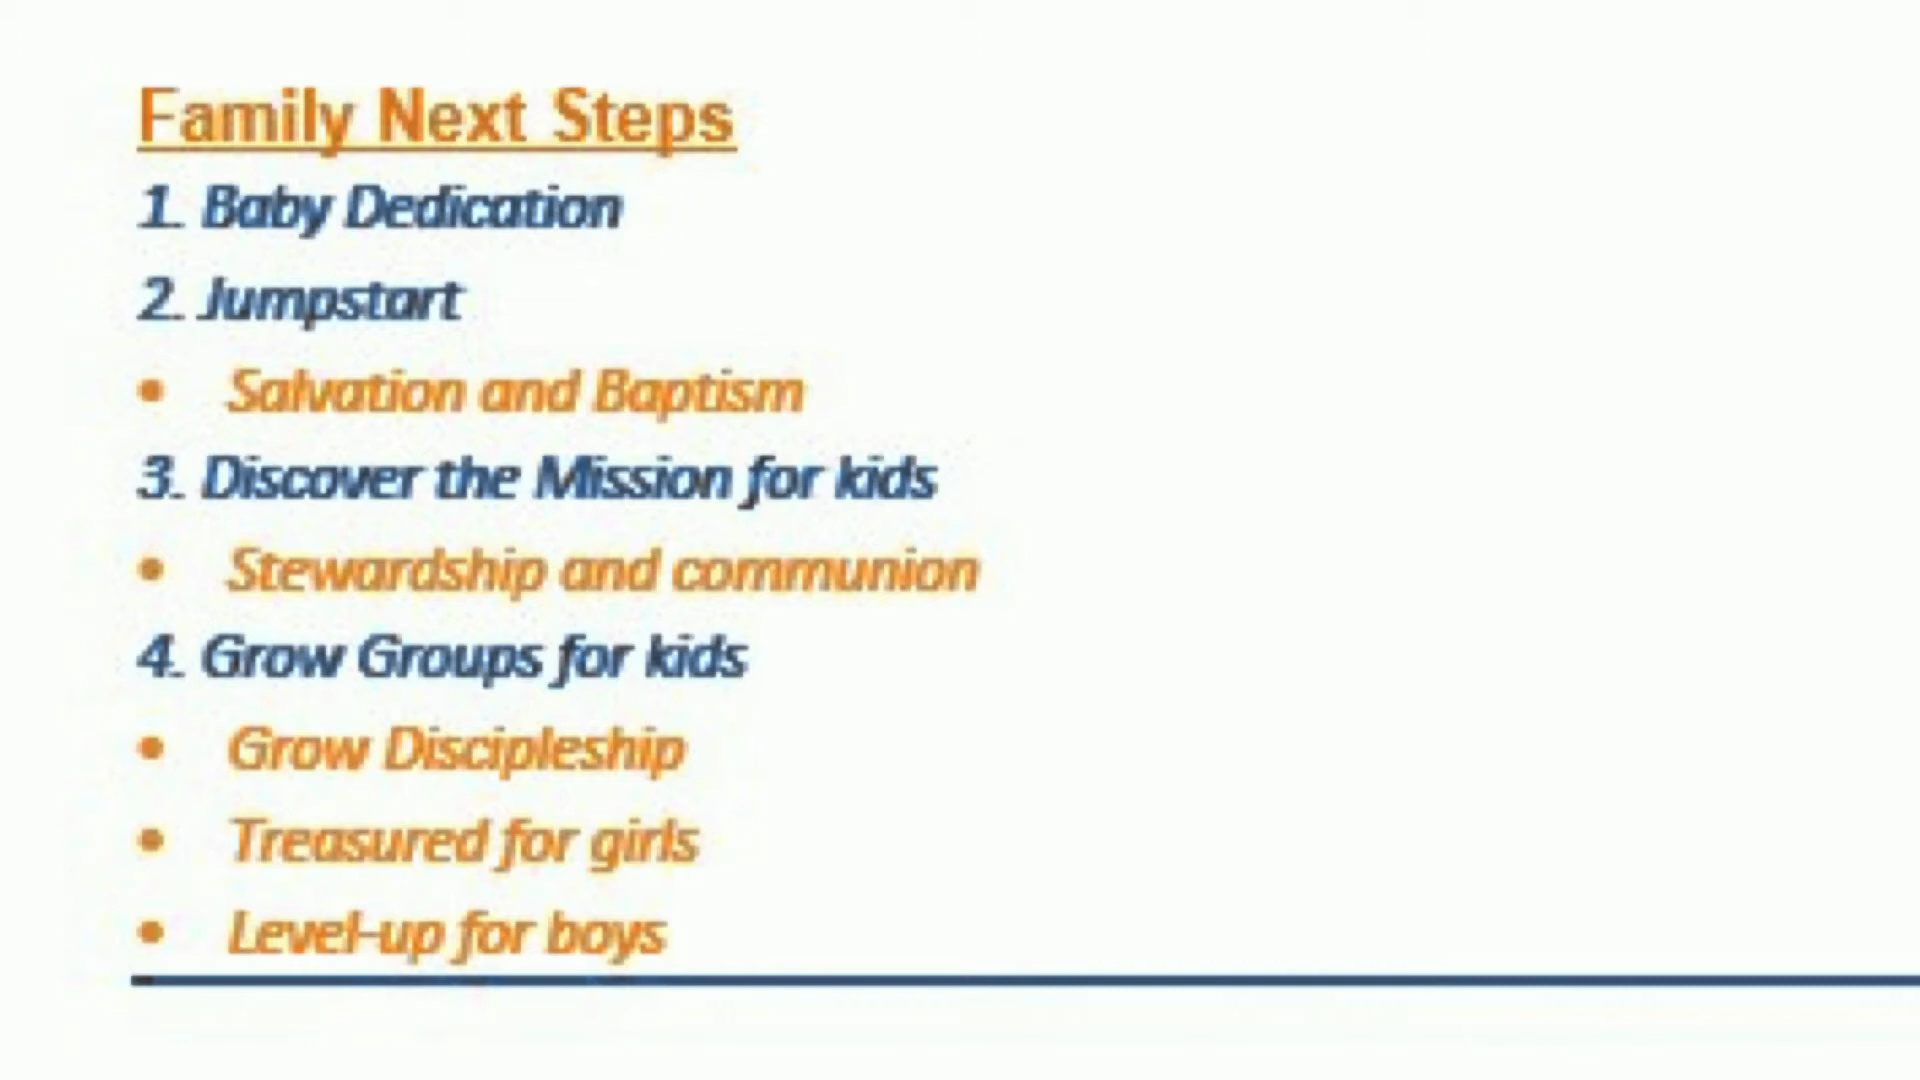 Family Next Steps
1. Baby Dedication
2. Jumpstart
• Salvation and Baptism
3. Discover the Mission for kids
• Stewardship and communion
4. Grow Groups for kids
• Grow Discipleship
• Treasured for girls
• Level-up for boys